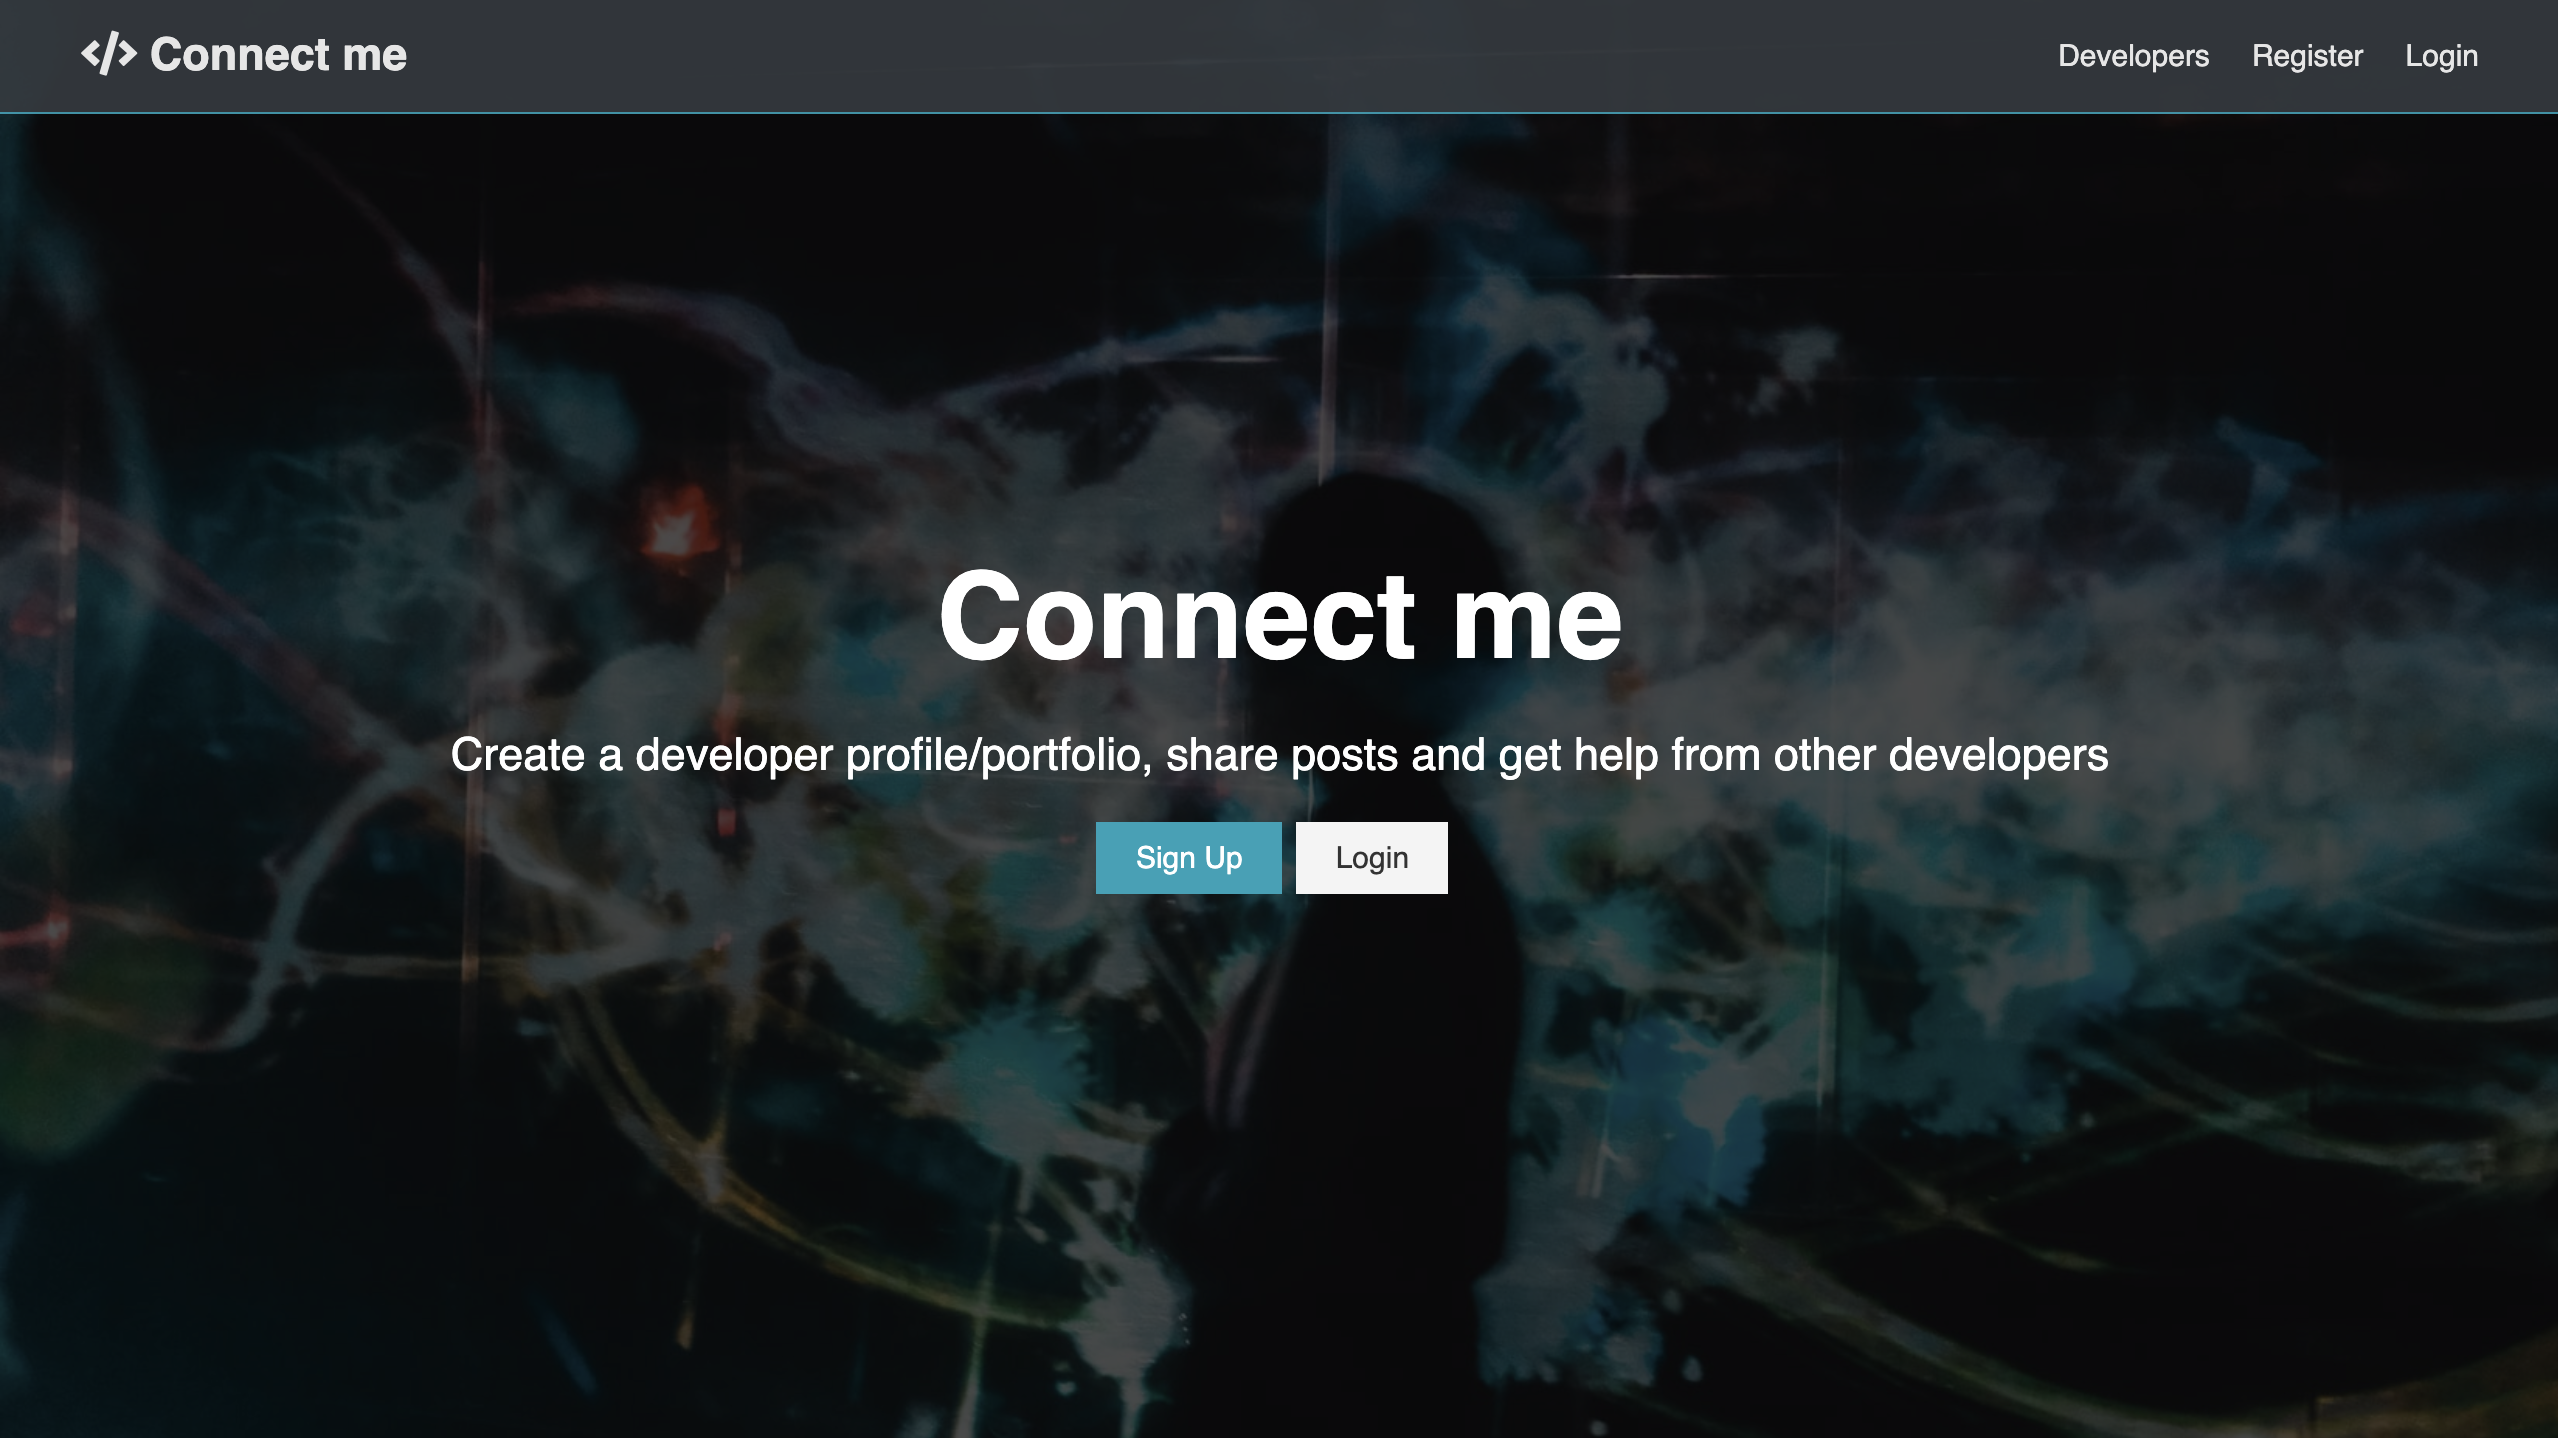 </> Connect me
Developers
Register
Login
Connect me
Create a developer profile/portfolio, share posts and get help from other developers
Sign Up
Login